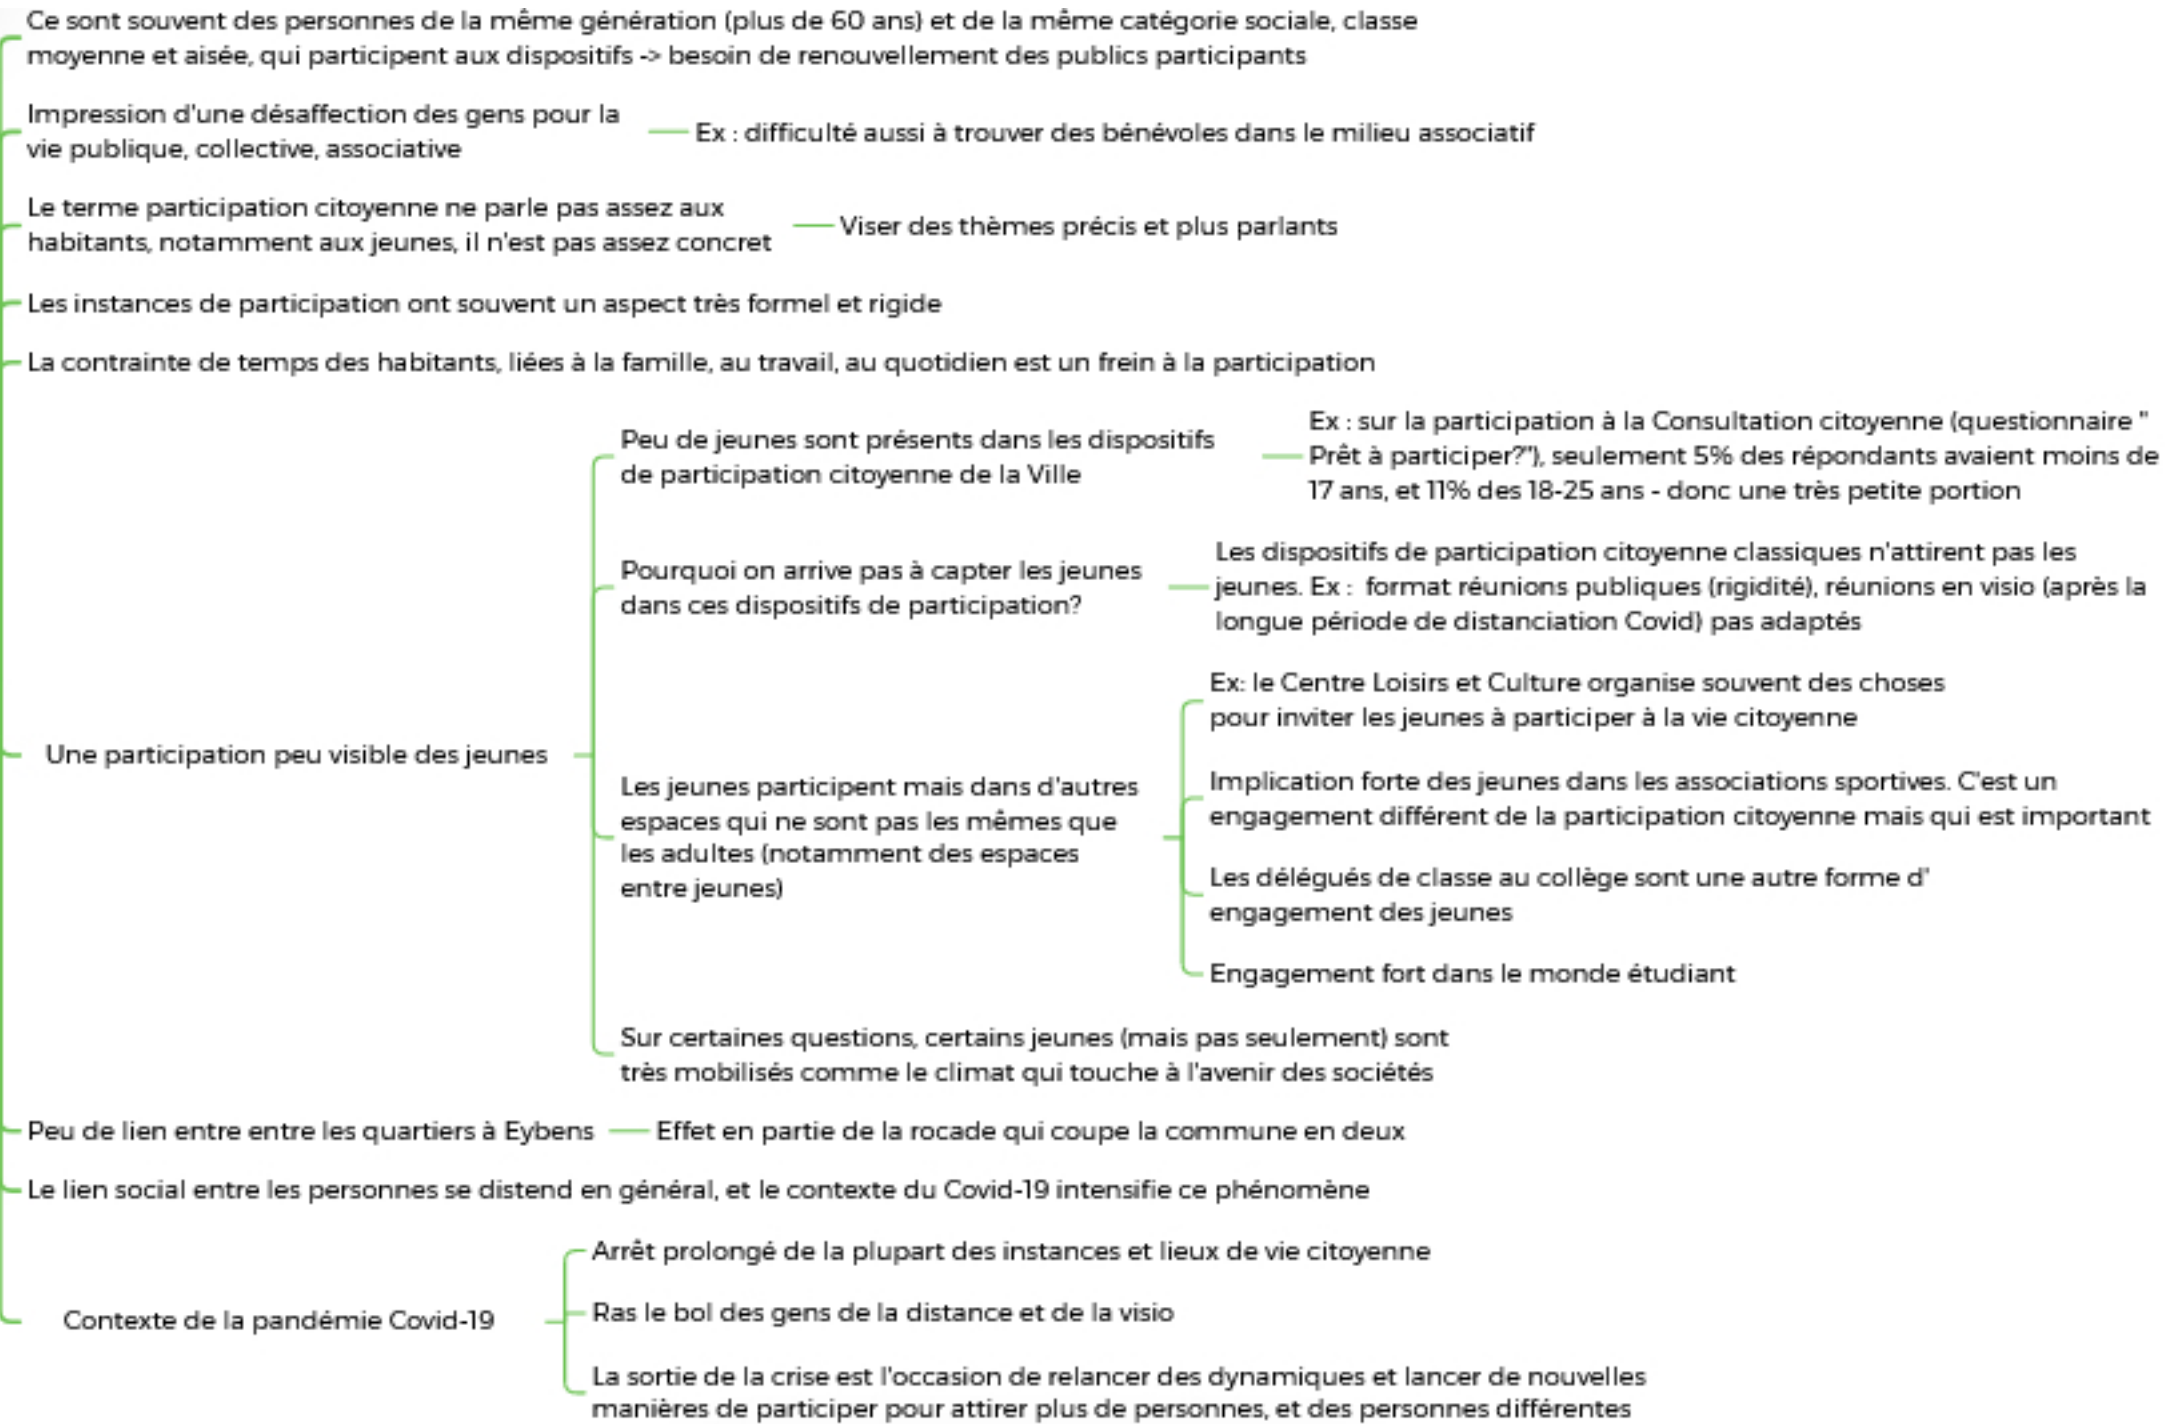 Ce sont souvent des personnes de la même génération (plus de 60 ans) et de la même catégorie sociale, classe
moyenne et aisée, qui participent aux dispositifs -> besoin de renouvellement des publics participants
Impression d'une désaffection des gens pour la
vie publique, collective, associative
Ex : difficulté aussi à trouver des bénévoles dans le milieu associatif
Le terme participation citoyenne ne parle pas assez aux
habitants, notamment aux jeunes, il n'est pas assez concret
Viser des thèmes précis et plus parlants
Les instances de participation ont souvent un aspect très formel et rigide
La contrainte de temps des habitants, liées à la famille, au travail, au quotidien est un frein à la participation
Une participation peu visible des jeunes
Peu de jeunes sont présents dans les dispositifs
de participation citoyenne de la Ville
Ex : sur la participation à la Consultation citoyenne (questionnaire "
Prêt à participer?"), seulement 5% des répondants avaient moins de
17 ans, et 11% des 18-25 ans - donc une très petite portion
Pourquoi on arrive pas à capter les jeunes
dans ces dispositifs de participation?
Les dispositifs de participation citoyenne classiques n'attirent pas les
jeunes. Ex :  format réunions publiques (rigidité), réunions en visio (après la
longue période de distanciation Covid) pas adaptés
Les jeunes participent mais dans d'autres
espaces qui ne sont pas les mêmes que
les adultes (notamment des espaces
entre jeunes)
Ex: le Centre Loisirs et Culture organise souvent des choses
pour inviter les jeunes à participer à la vie citoyenne
Implication forte des jeunes dans les associations sportives. C'est un
engagement différent de la participation citoyenne mais qui est important
Les délégués de classe au collège sont une autre forme d'
engagement des jeunes
Engagement fort dans le monde étudiant
Sur certaines questions, certains jeunes (mais pas seulement) sont
très mobilisés comme le climat qui touche à l'avenir des sociétés
Peu de lien entre entre les quartiers à Eybens
Effet en partie de la rocade qui coupe la commune en deux
Le lien social entre les personnes se distend en général, et le contexte du Covid-19 intensifie ce phénomène
Contexte de la pandémie Covid-19
Arrêt prolongé de la plupart des instances et lieux de vie citoyenne
Ras le bol des gens de la distance et de la visio
La sortie de la crise est l'occasion de relancer des dynamiques et lancer de nouvelles
manières de participer pour attirer plus de personnes, et des personnes différentes